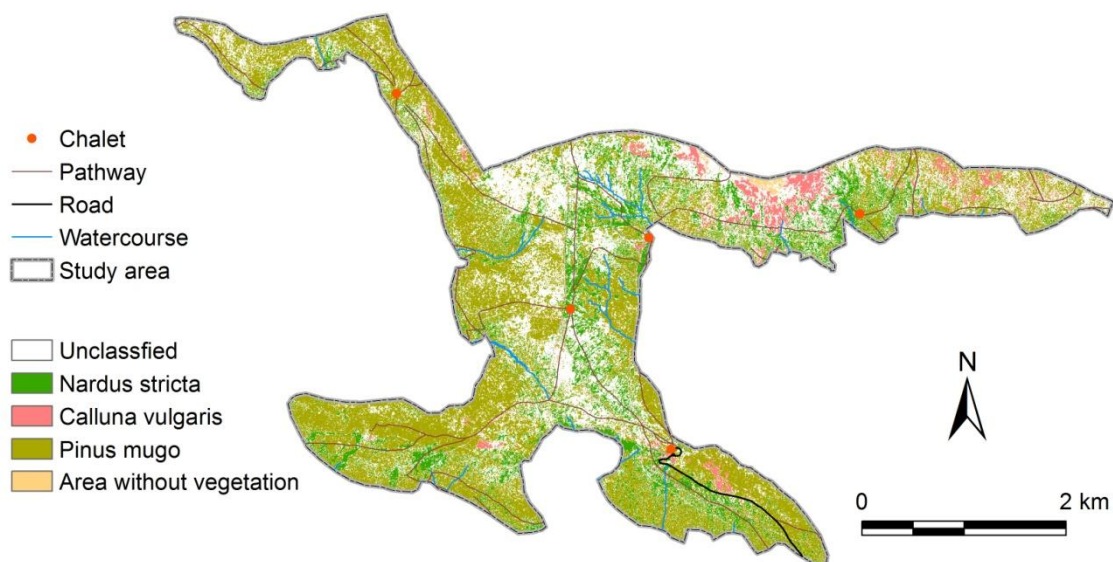 Chalet
Pathway
Road
Watercourse
Study area
Unclassfied
Nardus stricta
Calluna vulgaris
Pinus mugo
Area without vegetation
N
0 2 km